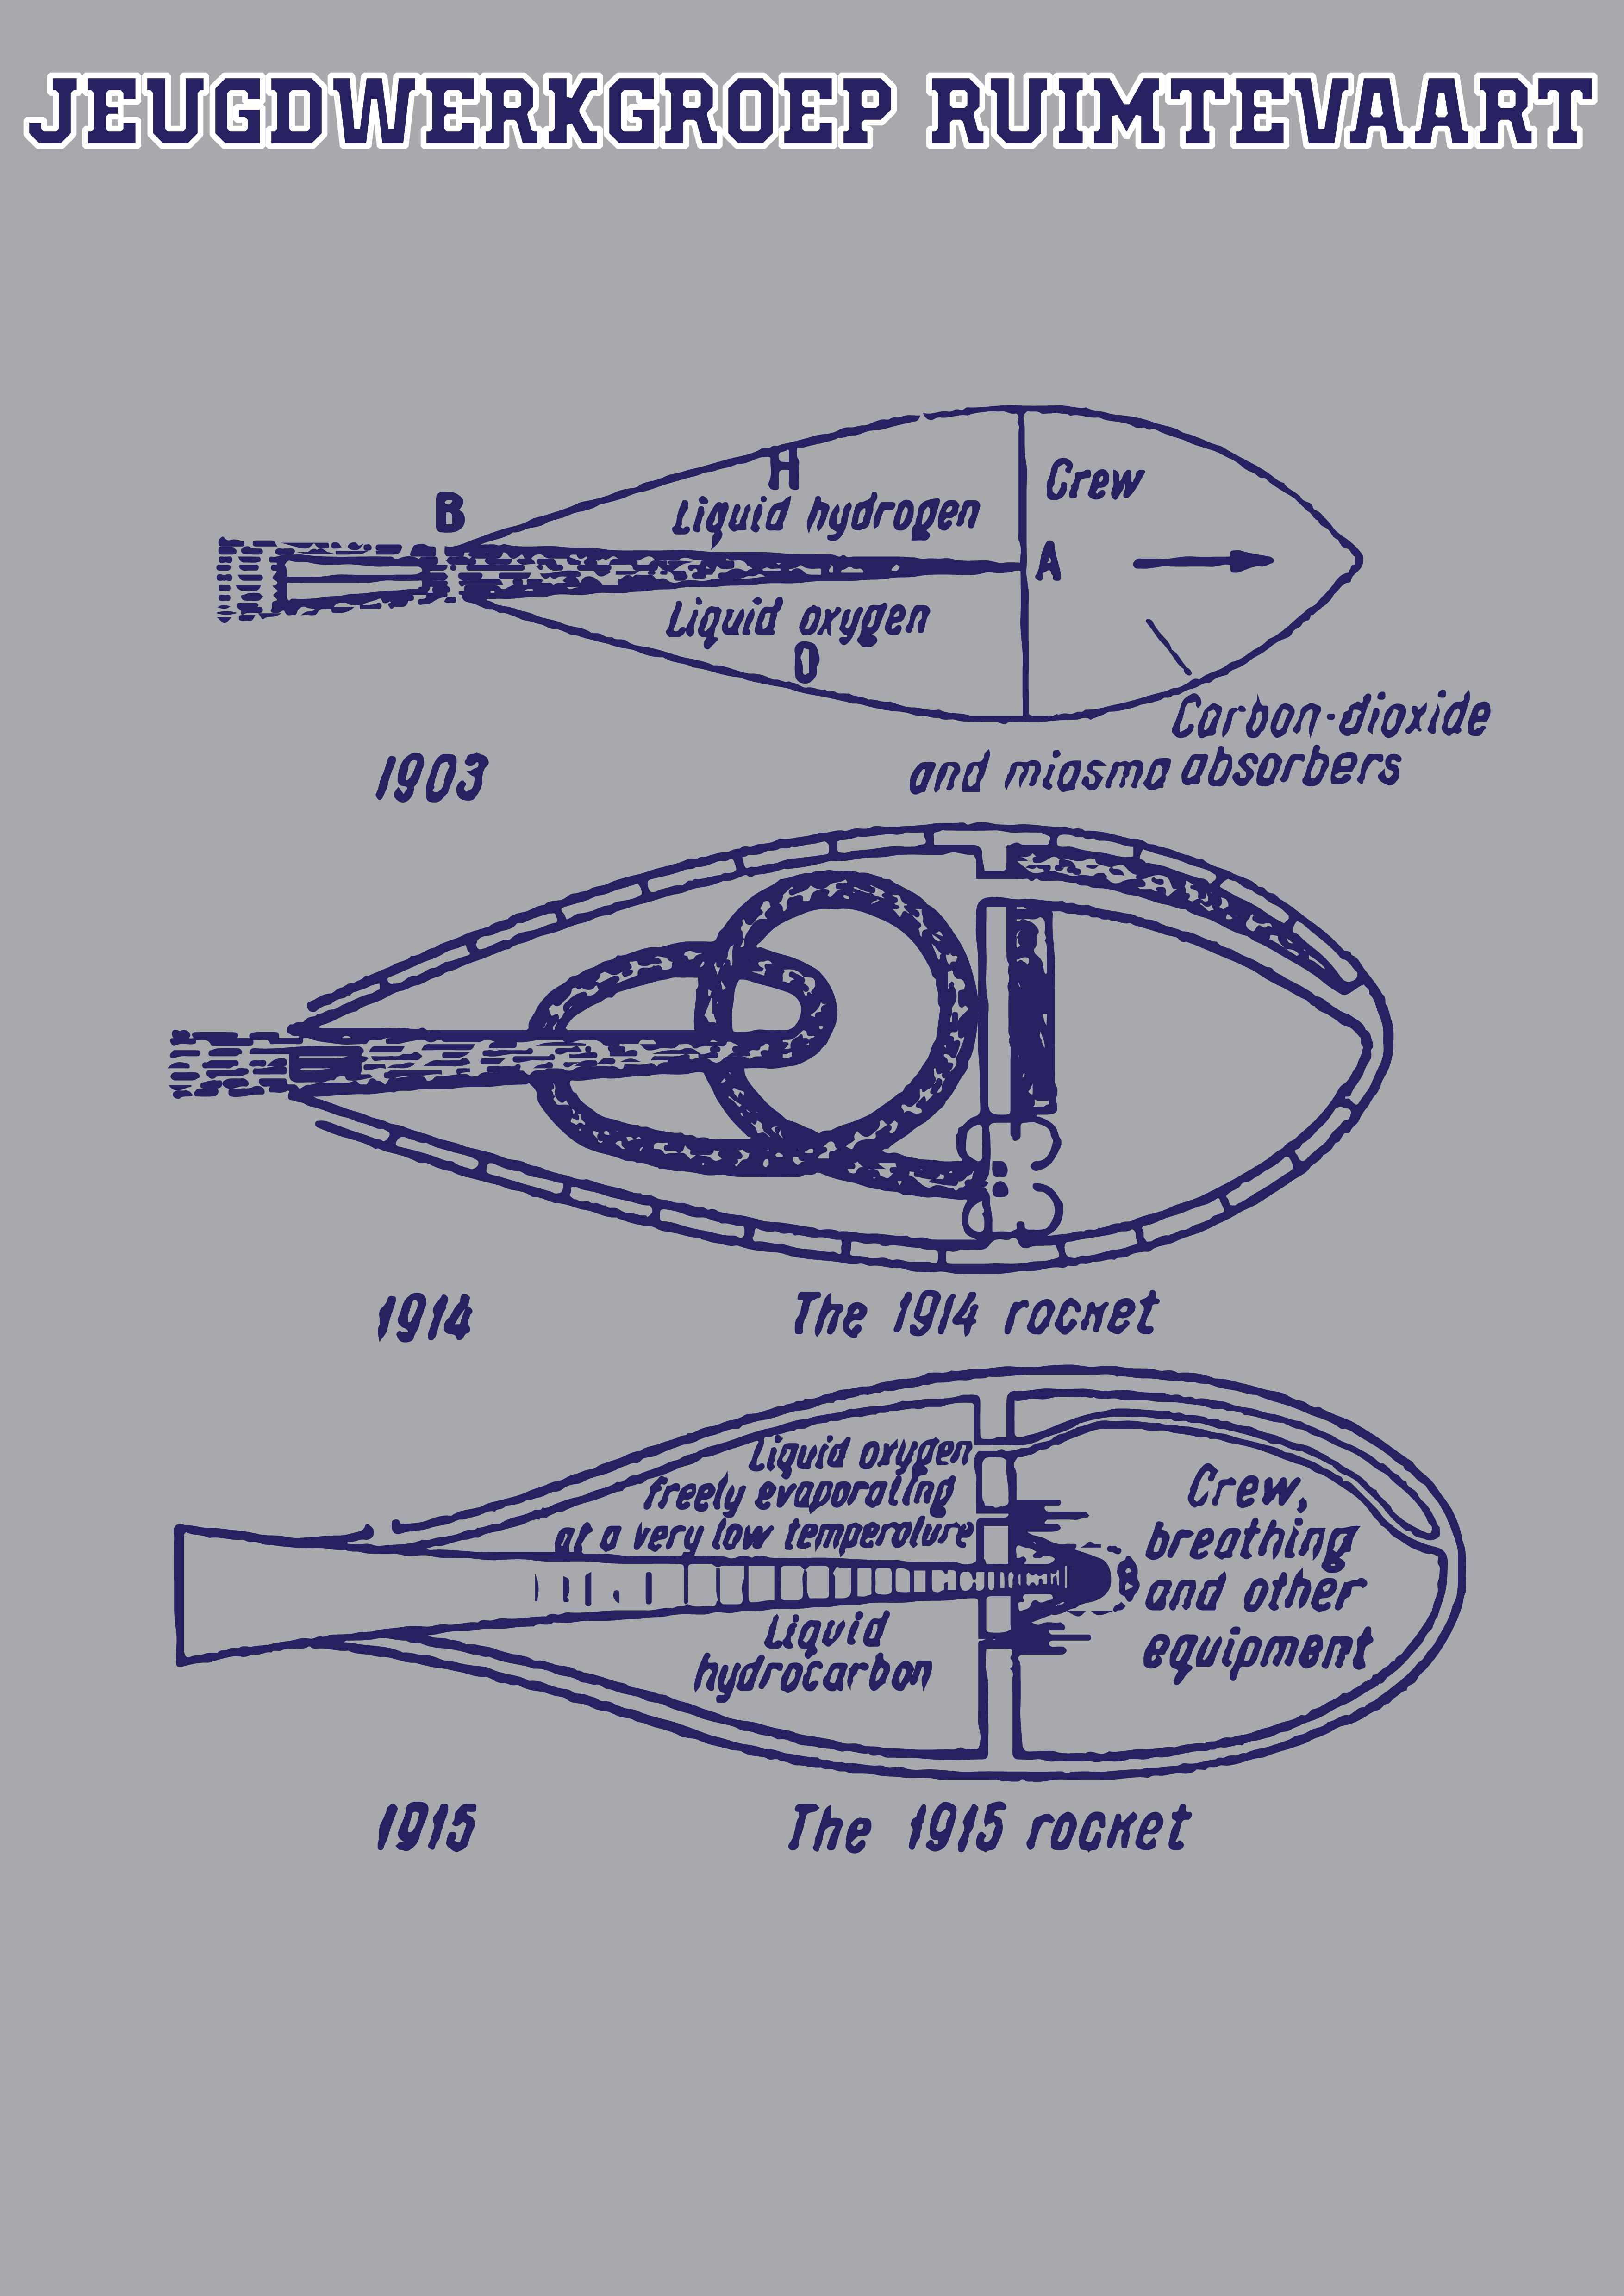 JEUGDWERKGROEP RUIMTEVAART
H
B
Crew
Liquid hydrogen
A
Liquid oxygen
O
Carbon-dioxide
and miasma absorbers
1903
1914
The 1914 rocket
Liquid oxygen
freely evaporating
at a very low temperature
Crew,
breathing
B
and other
equipment
Liquid
hydrocarbon
1915
The 1915 rocket